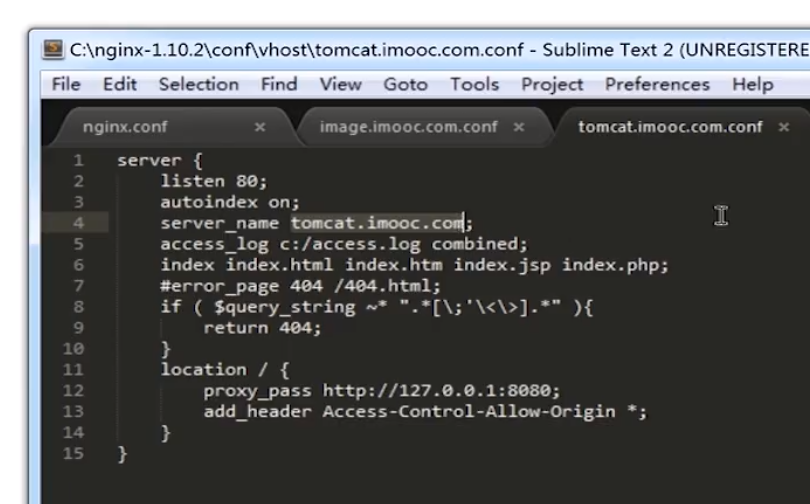 C:\nginx-1.10.2\conf\vhost\tomcat.imooc.com.conf - Sublime Text 2 (UNREGISTERE
File Edit Selection Find View Goto Tools Project Preferences Help
nginx.conf × image.imooc.com.conf × tomcat.imooc.com.conf ×
1 server {
2 listen 80;
3 autoindex on;
4 server_name tomcat.imooc.com;
5 access_log c:/access.log combined;
6 index index.html index.htm index.jsp index.php;
7 #error_page 404 /404.html;
8 if ( $query_string ~* ".*[\;'\<\>].*" ){
9 return 404;
10 }
11 location / {
12 proxy_pass http://127.0.0.1:8080;
13 add_header Access-Control-Allow-Origin *;
14 }
15 }